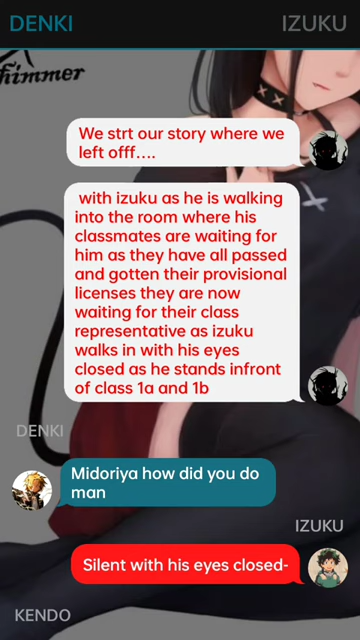 DENKI
IZUKU
himmer
We strt our story where we
left offf....
with izuku as he is walking
into the room where his
classmates are waiting for
him as they have all passed
and gotten their provisional
licenses they are now
waiting for their class
representative as izuku
walks in with his eyes
closed as he stands infront
of class 1a and 1b
DENKI
Midoriya how did you do
man
IZUKU
Silent with his eyes closed-
KENDO